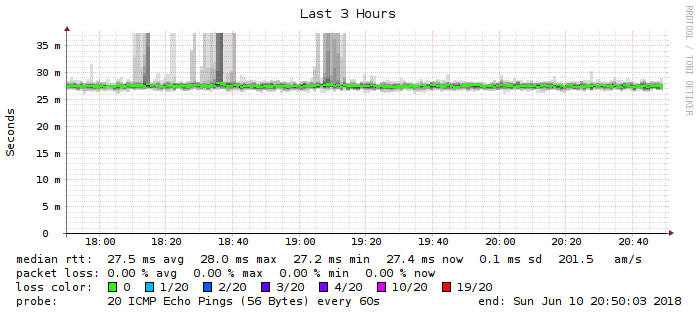 Last 3 Hours
RRDTOOL / TOBI OETIKER
Seconds
35 m
30 m
25 m
20 m
15 m
10 m
5 m
0
18:00 18:20 18:40 19:00 19:20 19:40 20:00 20:20 20:40
median rtt: 27.5 ms avg 28.0 ms max 27.2 ms min 27.4 ms now 0.1 ms sd 201.5 am/s
packet loss: 0.00 % avg 0.00 % max 0.00 % min 0.00 % now
loss color: 0 1/20 2/20 3/20 4/20 10/20 19/20
probe: 20 ICMP Echo Pings (56 Bytes) every 60s end: Sun Jun 10 20:50:03 2018